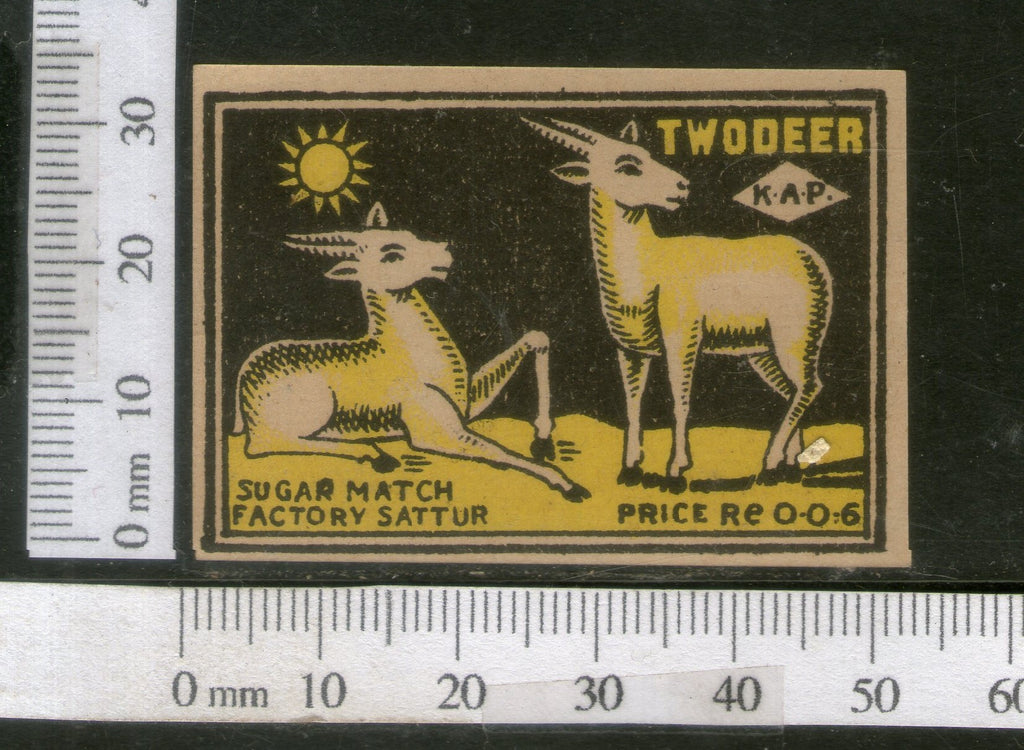 TWODEER
K.A.P.
SUGAR MATCH
FACTORY SATTUR
PRICE Re 0-0-6
30
20
10
0 mm
0 mm 10 20 30 40 50